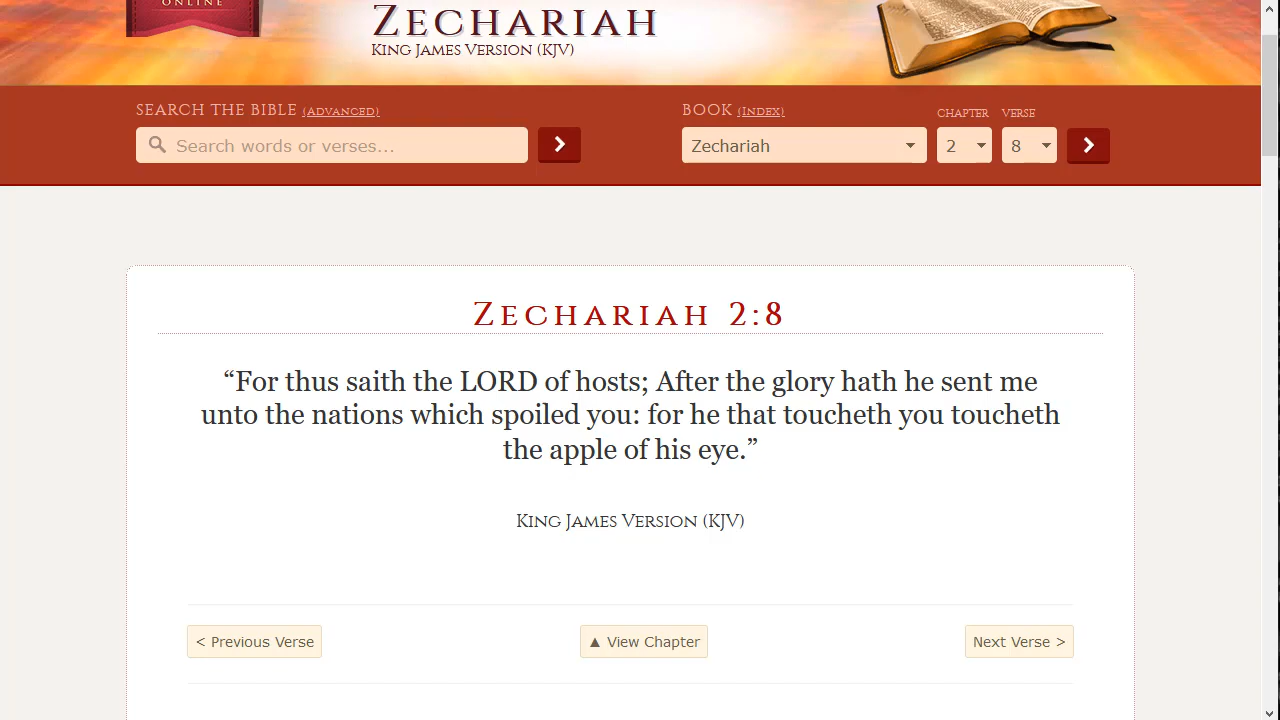 ONLINE
ZECHARIAH
KING JAMES VERSION (KJV)
SEARCH THE BIBLE (ADVANCED)
BOOK (INDEX)
CHAPTER VERSE
Search words or verses...
Zechariah
2
8
ZECHARIAH 2:8
“For thus saith the LORD of hosts; After the glory hath he sent me
unto the nations which spoiled you: for he that toucheth you toucheth
the apple of his eye.”
KING JAMES VERSION (KJV)
< Previous Verse
▲ View Chapter
Next Verse >